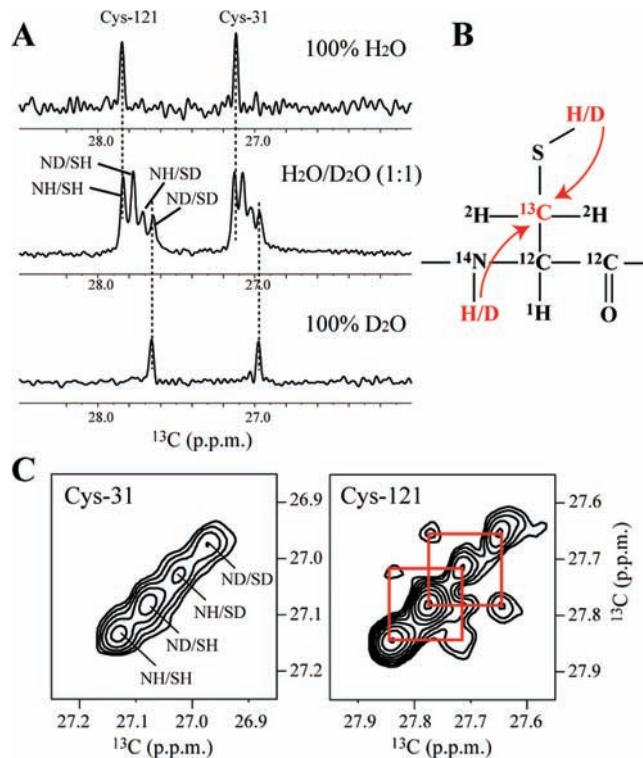 A
Cys-121
Cys-31
100% H2O
28.0
27.0
ND/SH
NH/SH
NH/SD
ND/SD
H2O/D2O (1:1)
28.0
27.0
100% D2O
28.0
27.0
¹³C (p.p.m.)
B
H/D
S
²H
¹³C
²H
¹⁴N
¹²C
¹²C
H/D
¹H
O
C
Cys-31
26.9
27.0
27.1
27.2
ND/SD
NH/SD
ND/SH
NH/SH
27.2
27.1
27.0
26.9
¹³C (p.p.m.)
Cys-121
27.6
27.7
27.8
27.9
¹³C (p.p.m.)
27.9
27.8
27.7
27.6
¹³C (p.p.m.)